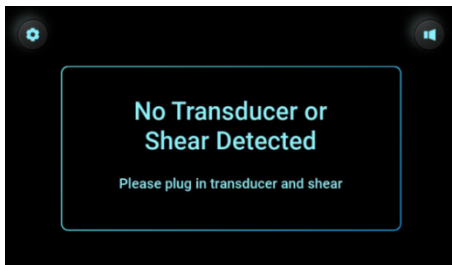 No Transducer or
Shear Detected
Please plug in transducer and shear